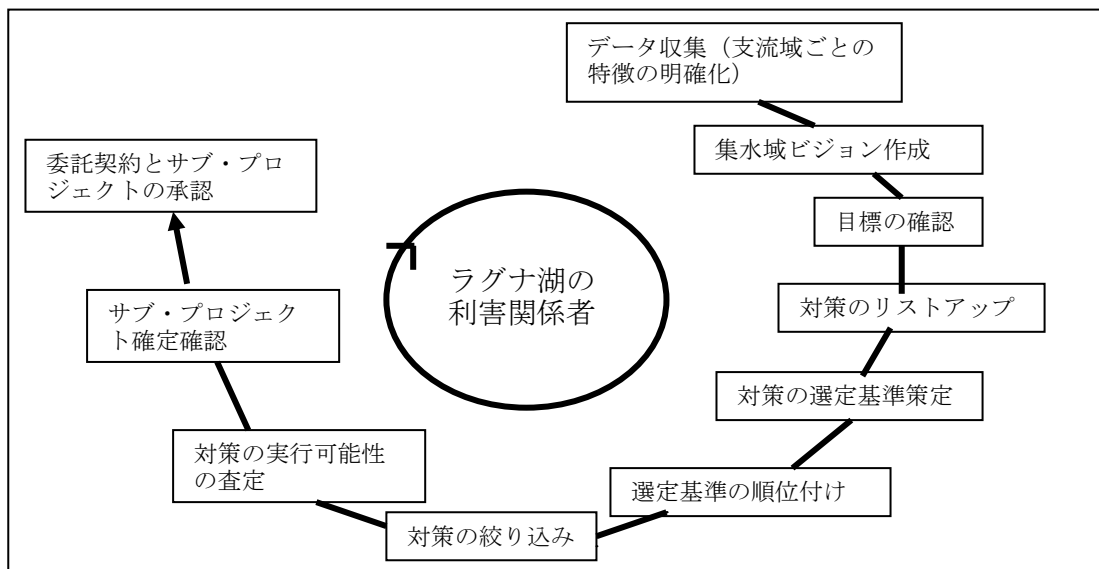 データ収集（支流域ごとの
特徴の明確化）
集水域ビジョン作成
目標の確認
対策のリストアップ
対策の選定基準策定
選定基準の順位付け
対策の絞り込み
対策の実行可能性
の査定
サブ・プロジェク
ト確定確認
委託契約とサブ・プロ
ジェクトの承認
ラグナ湖の
利害関係者